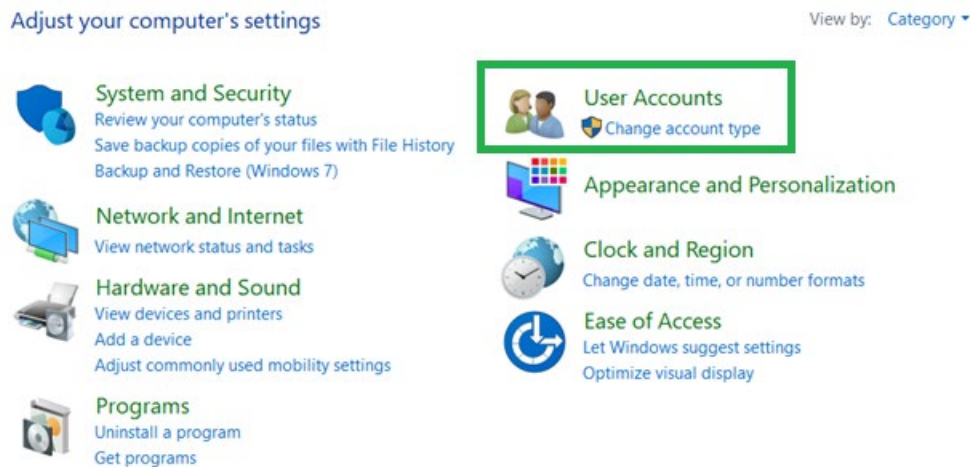 Adjust your computer's settings
View by: Category
System and Security
Review your computer's status
Save backup copies of your files with File History
Backup and Restore (Windows 7)
Network and Internet
View network status and tasks
Hardware and Sound
View devices and printers
Add a device
Adjust commonly used mobility settings
Programs
Uninstall a program
Get programs
User Accounts
Change account type
Appearance and Personalization
Clock and Region
Change date, time, or number formats
Ease of Access
Let Windows suggest settings
Optimize visual display